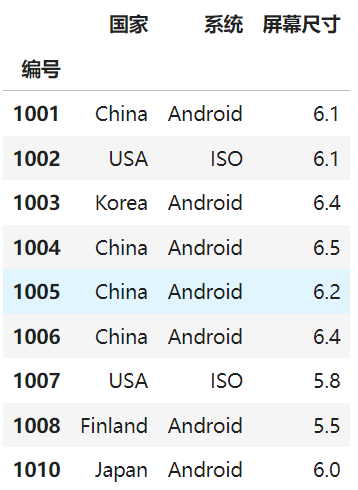 国家 系统 屏幕尺寸
编号
1001 China Android 6.1
1002 USA ISO 6.1
1003 Korea Android 6.4
1004 China Android 6.5
1005 China Android 6.2
1006 China Android 6.4
1007 USA ISO 5.8
1008 Finland Android 5.5
1010 Japan Android 6.0